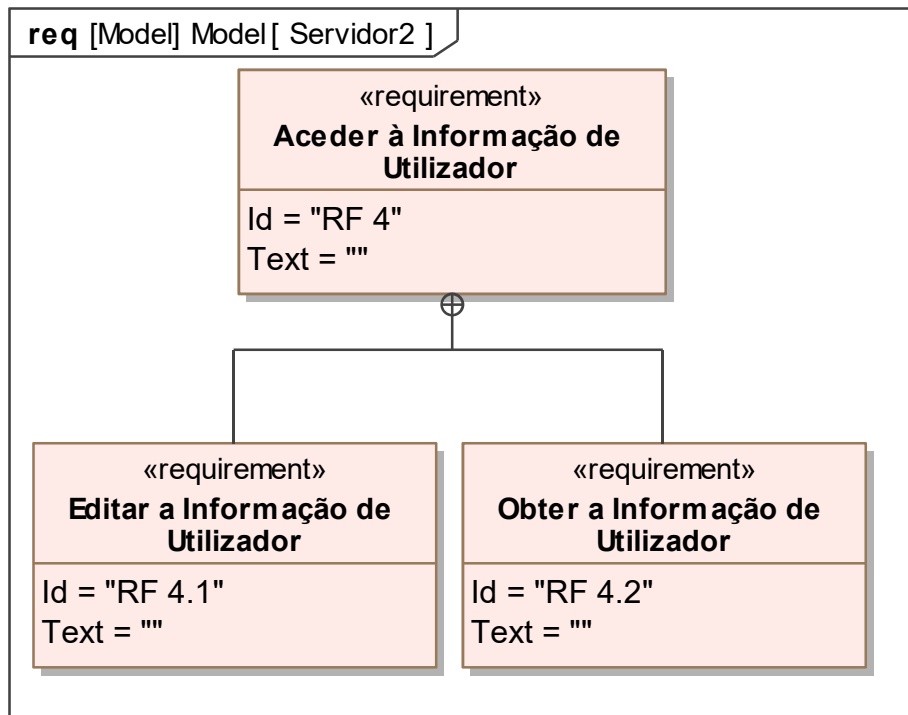 req [Model] Model[ Servidor2 ]
«requirement»
Aceder à Informação de
Utilizador
Id = "RF 4"
Text = ""
«requirement»
Editar a Informação de
Utilizador
Id = "RF 4.1"
Text = ""
«requirement»
Obter a Informação de
Utilizador
Id = "RF 4.2"
Text = ""